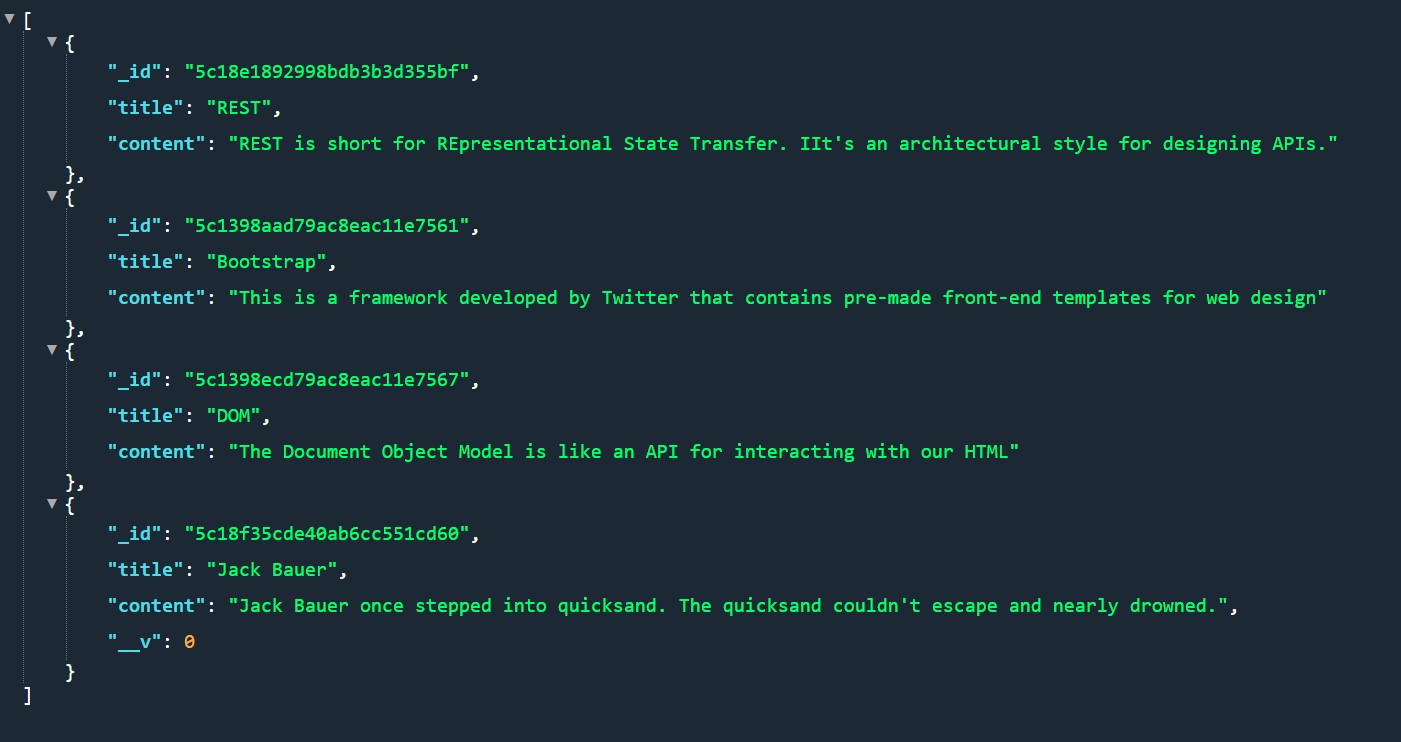 [
{
"_id": "5c18e1892998bdb3b3d355bf",
"title": "REST",
"content": "REST is short for REpresentational State Transfer. IIt's an architectural style for designing APIs."
},
{
"_id": "5c1398aad79ac8eac11e7561",
"title": "Bootstrap",
"content": "This is a framework developed by Twitter that contains pre-made front-end templates for web design"
},
{
"_id": "5c1398ecd79ac8eac11e7567",
"title": "DOM",
"content": "The Document Object Model is like an API for interacting with our HTML"
},
{
"_id": "5c18f35cde40ab6cc551cd60",
"title": "Jack Bauer",
"content": "Jack Bauer once stepped into quicksand. The quicksand couldn't escape and nearly drowned.",
"__v": 0
}
]